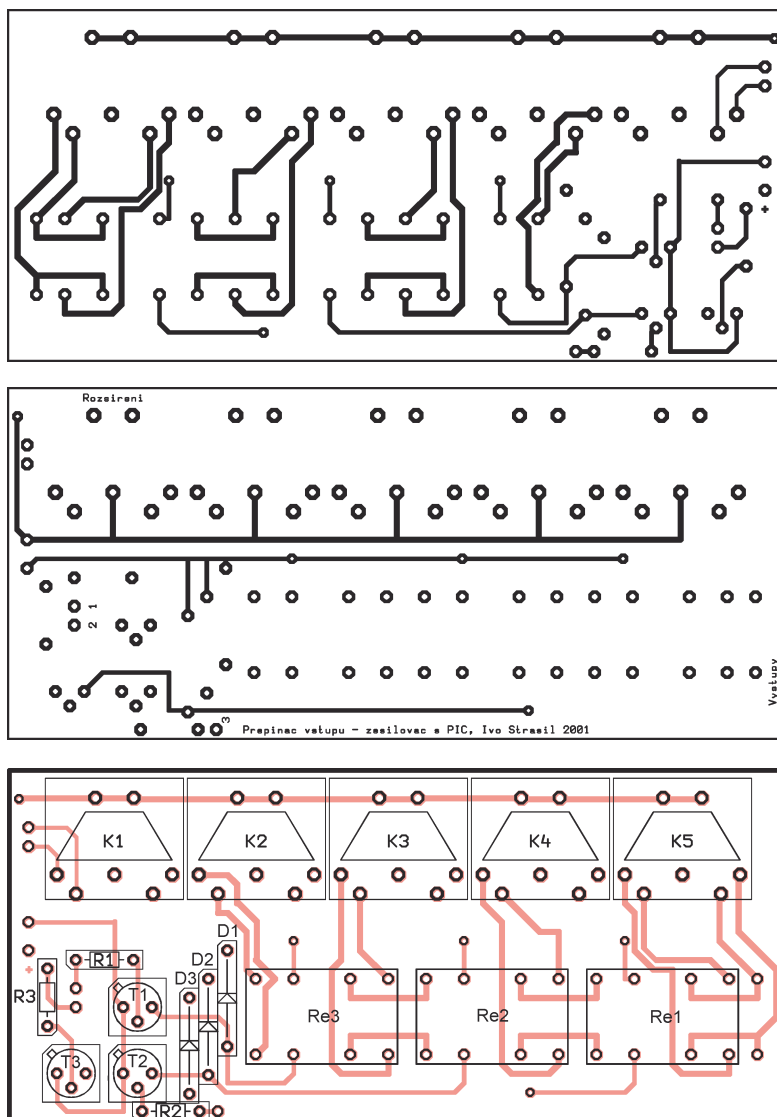 +
Rozsireni
1
2
3
Vystupy
Prepinac vstupu - zesilovac s PIC, Ivo Strasil 2001
K1 K2 K3 K4 K5
D1
D2
D3
+
R1
R3
T1
Re3 Re2 Re1
T3 T2
R2